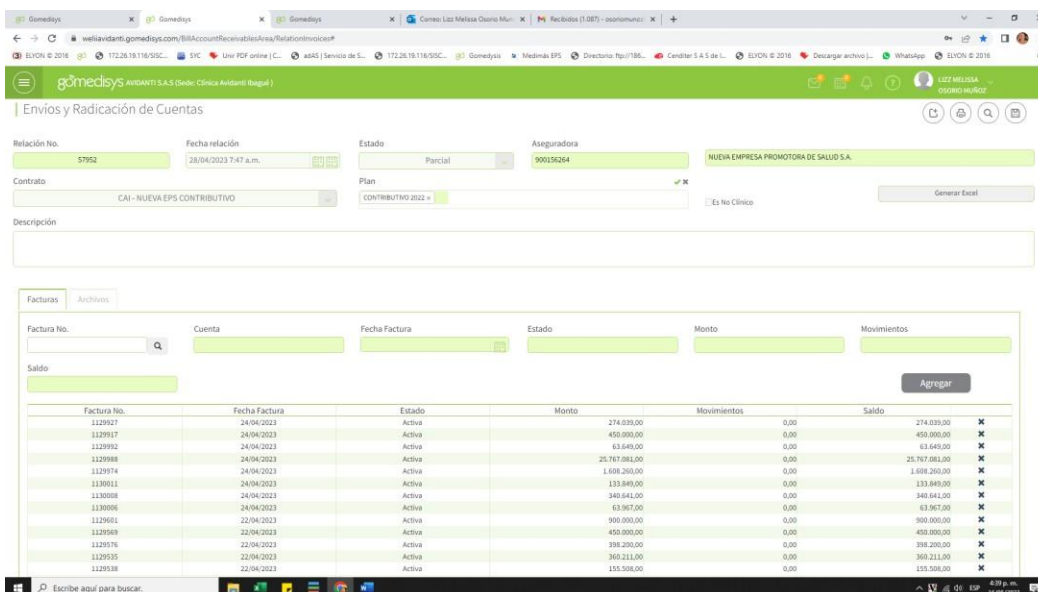 Gomedisys
Gomedisys
Gomedisys
Correo: Lizz Melissa Osorio Mun
Recibidos (1.087) - osoriomunoz
weliiavidanti.gomedisys.com/BillAccountReceivablesArea/RelationInvoices#
ELYON © 2016
172.26.19.116/SISC...
SYC
Unir PDF online | C...
adAS | Servicio de S...
172.26.19.116/SISC...
Gomedysis
Medimás EPS
Directorio: ftp://186...
Cenditer S A S de I...
ELYON © 2016
Descargar archivo |...
WhatsApp
ELYON © 2016
gomedisys AVIDANTI S.A.S (Sede: Clínica Avidanti Ibagué )
LIZZ MELISSA
OSORIO MUÑOZ
Envíos y Radicación de Cuentas
Relación No. Fecha relación Estado Aseguradora
57952 28/04/2023 7:47 a.m. Parcial 900156264 NUEVA EMPRESA PROMOTORA DE SALUD S.A.
Contrato Plan
CAI - NUEVA EPS CONTRIBUTIVO CONTRIBUTIVO 2022 × Es No Clínico Generar Excel
Descripción
Facturas Archivos
Factura No. Cuenta Fecha Factura Estado Monto Movimientos
Saldo
Agregar
Factura No. Fecha Factura Estado Monto Movimientos Saldo
1129927 24/04/2023 Activa 274.039,00 0,00 274.039,00
1129917 24/04/2023 Activa 450.000,00 0,00 450.000,00
1129992 24/04/2023 Activa 63.649,00 0,00 63.649,00
1129988 24/04/2023 Activa 25.767.081,00 0,00 25.767.081,00
1129974 24/04/2023 Activa 1.608.260,00 0,00 1.608.260,00
1130011 24/04/2023 Activa 133.849,00 0,00 133.849,00
1130008 24/04/2023 Activa 340.641,00 0,00 340.641,00
1130006 24/04/2023 Activa 63.967,00 0,00 63.967,00
1129601 22/04/2023 Activa 900.000,00 0,00 900.000,00
1129569 22/04/2023 Activa 450.000,00 0,00 450.000,00
1129576 22/04/2023 Activa 398.200,00 0,00 398.200,00
1129535 22/04/2023 Activa 360.211,00 0,00 360.211,00
1129538 22/04/2023 Activa 155.508,00 0,00 155.508,00
Escribe aquí para buscar.
ESP
4:39 p. m.